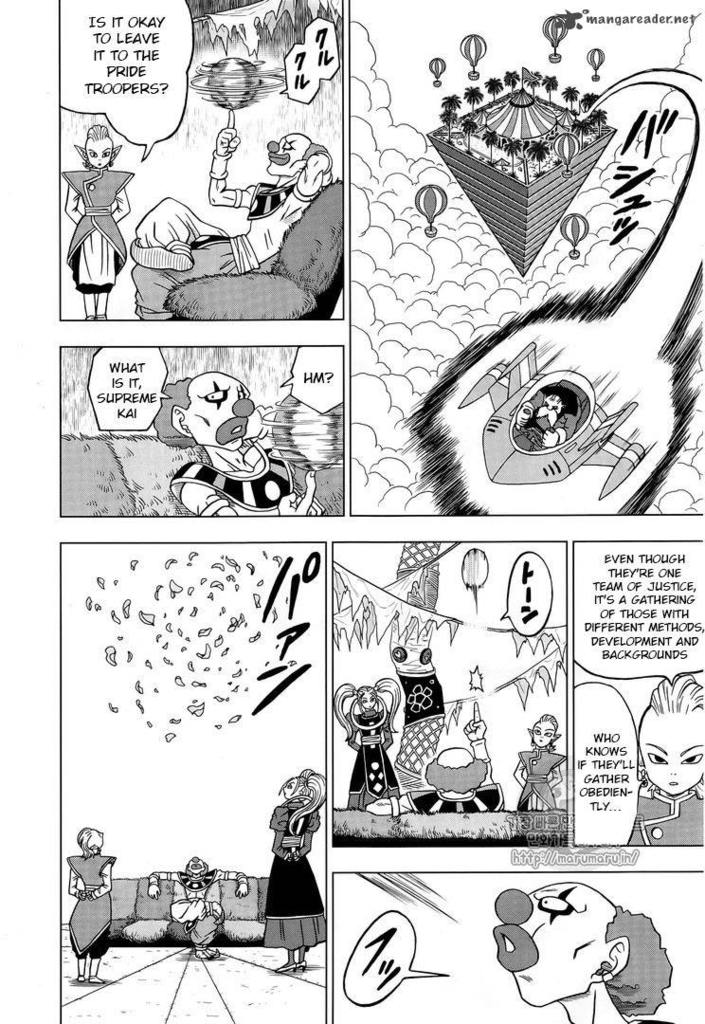 mangareader.net
バシュッ
IS IT OKAY
TO LEAVE
IT TO THE
PRIDE
TROOPERS?
クル
クル
HM?
WHAT
IS IT,
SUPREME
KAI
EVEN THOUGH
THEY'RE ONE
TEAM OF JUSTICE,
IT'S A GATHERING
OF THOSE WITH
DIFFERENT METHODS,
DEVELOPMENT AND
BACKGROUNDS
WHO
KNOWS
IF THEY'LL
GATHER
OBEDIEN-
TLY...
トーン
http://marumaru.in/
パァン
フッ